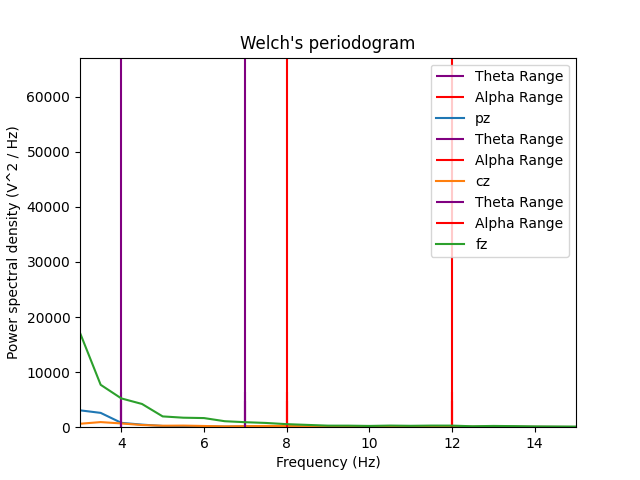 Welch's periodogram
Power spectral density (V^2 / Hz)
60000
50000
40000
30000
20000
10000
0
Theta Range
Alpha Range
pz
Theta Range
Alpha Range
cz
Theta Range
Alpha Range
fz
4 6 8 10 12 14
Frequency (Hz)